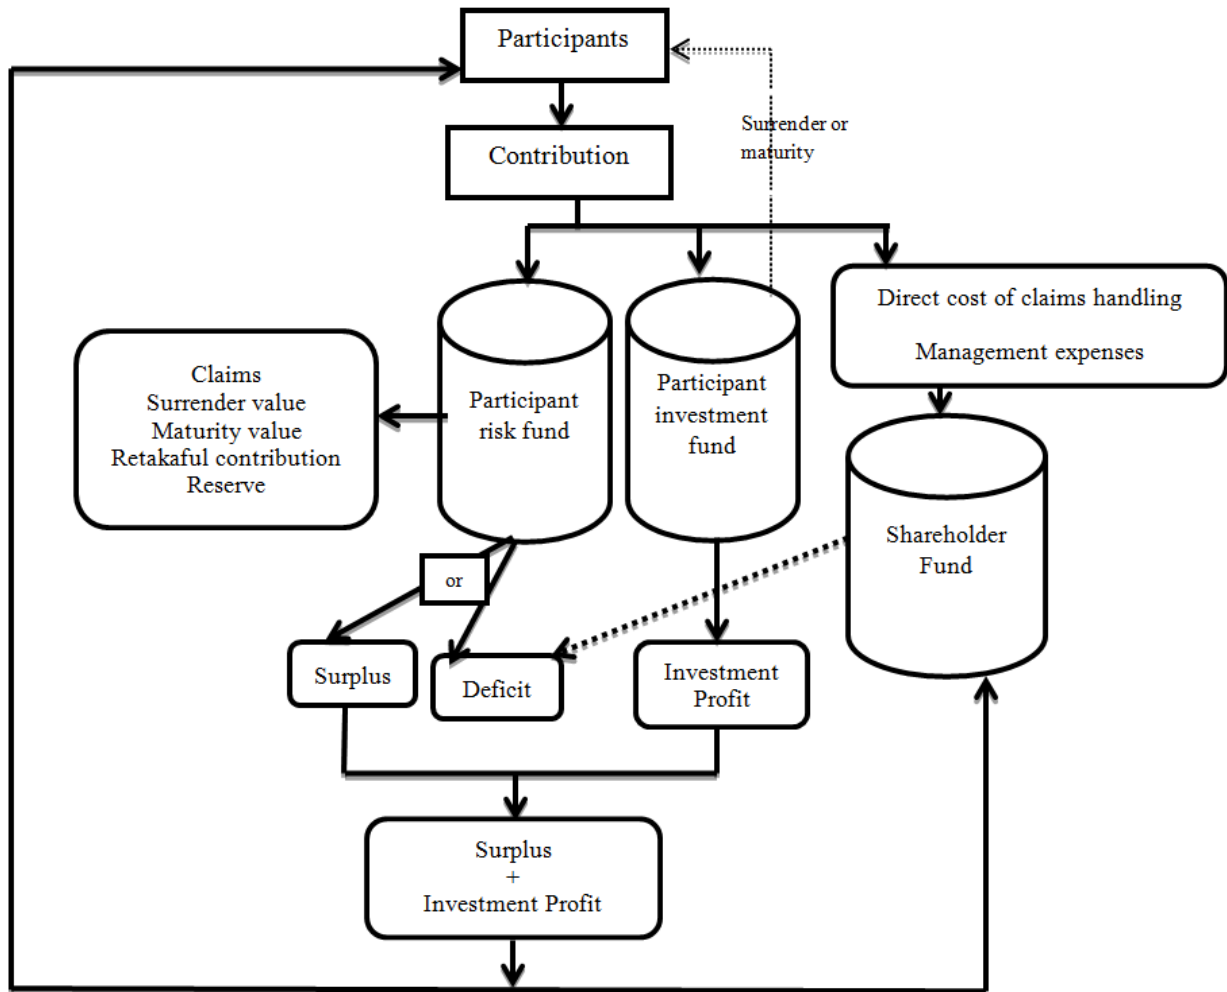 Participants
Surrender or
maturity
Contribution
Direct cost of claims handling
Management expenses
Claims
Surrender value
Maturity value
Retakaful contribution
Reserve
Participant
risk fund
Participant
investment
fund
Shareholder
Fund
or
Surplus
Deficit
Investment
Profit
Surplus
+
Investment Profit